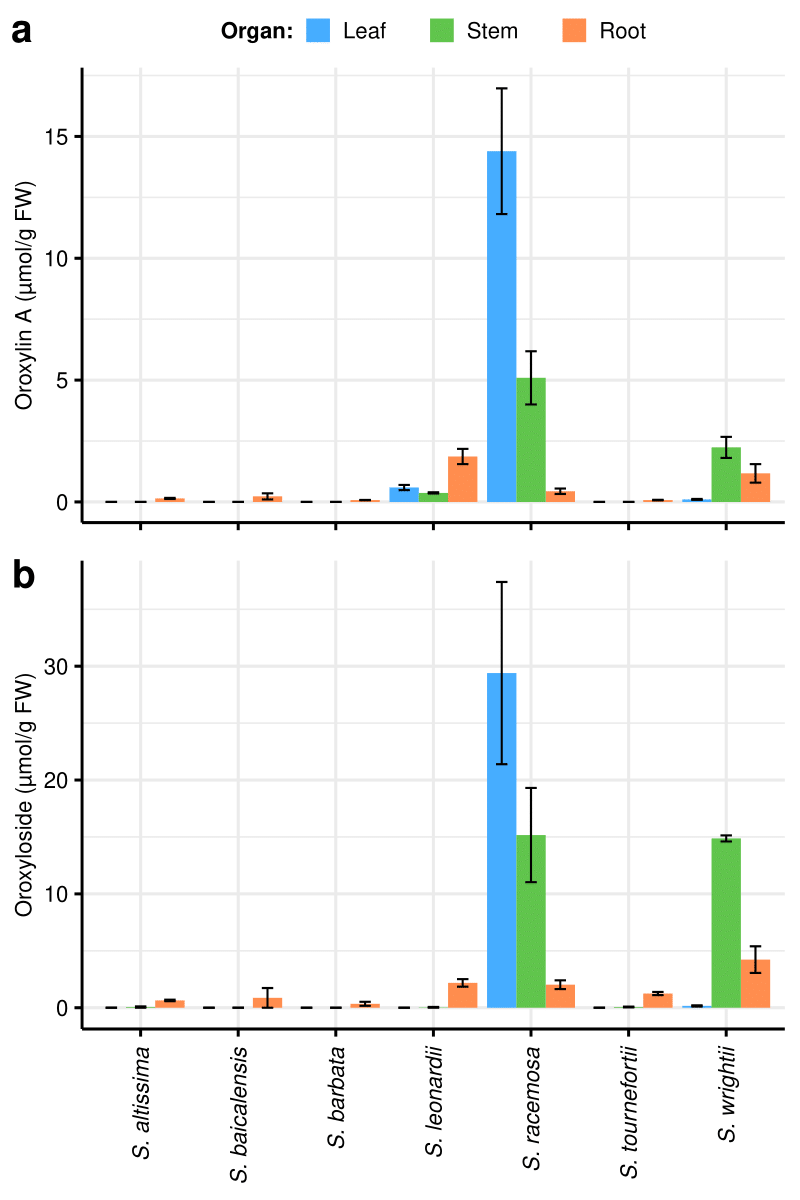 a
Organ: Leaf Stem Root
Oroxylin A (µmol/g FW)
15
10
5
0
b
Oroxyloside (µmol/g FW)
30
20
10
0
S. altissima
S. baicalensis
S. barbata
S. leonardii
S. racemosa
S. tournefortii
S. wrightii